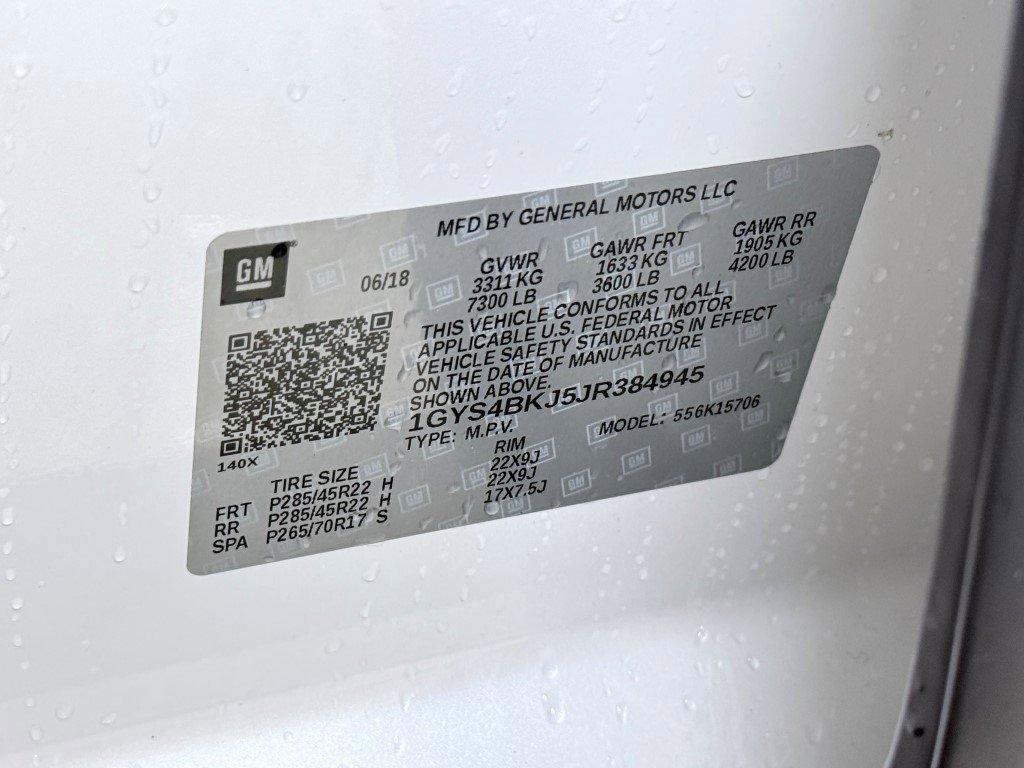 GM
MFD BY GENERAL MOTORS LLC
06/18
GVWR GAWR FRT GAWR RR
3311 KG 1633 KG 1905 KG
7300 LB 3600 LB 4200 LB
THIS VEHICLE CONFORMS TO ALL
APPLICABLE U.S. FEDERAL MOTOR
VEHICLE SAFETY STANDARDS IN EFFECT
ON THE DATE OF MANUFACTURE
SHOWN ABOVE.
1GYS4BKJ5JR384945
TYPE: M.P.V. MODEL: 556K15706
140X
TIRE SIZE RIM
FRT P285/45R22 H 22X9J
RR P285/45R22 H 22X9J
SPA P265/70R17 S 17X7.5J